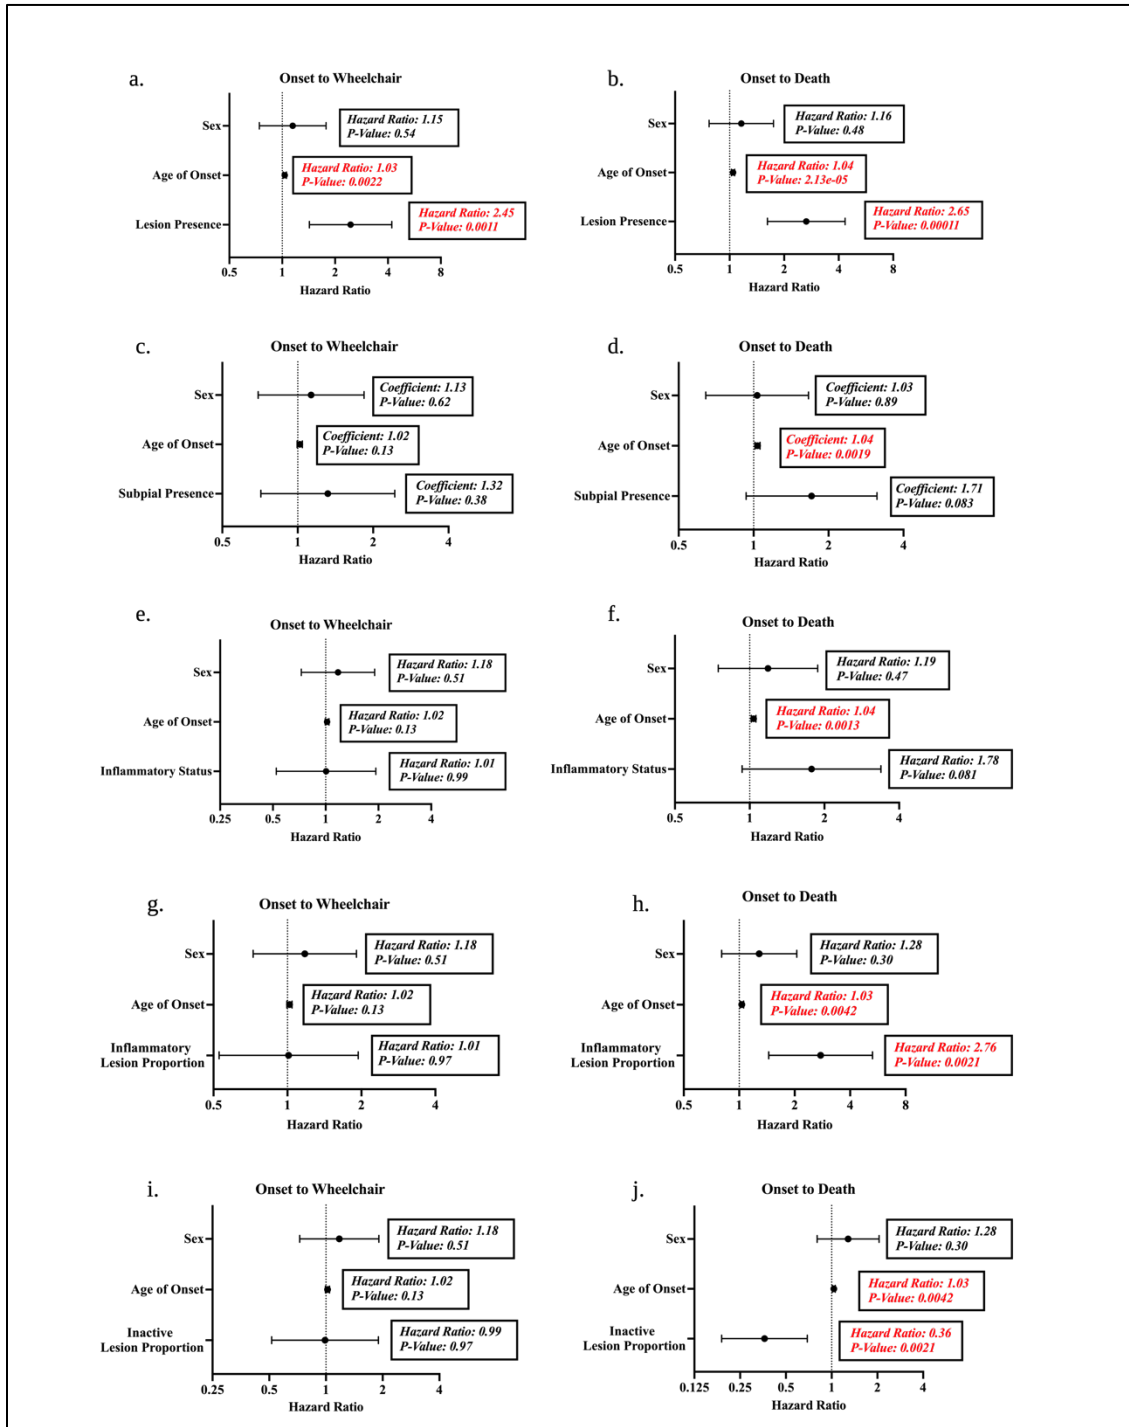 a.
Onset to Wheelchair
Sex
Hazard Ratio: 1.15
P-Value: 0.54
Age of Onset
Hazard Ratio: 1.03
P-Value: 0.0022
Lesion Presence
Hazard Ratio: 2.45
P-Value: 0.0011
0.5 1 2 4 8
Hazard Ratio
b.
Onset to Death
Sex
Hazard Ratio: 1.16
P-Value: 0.48
Age of Onset
Hazard Ratio: 1.04
P-Value: 2.13e-05
Lesion Presence
Hazard Ratio: 2.65
P-Value: 0.00011
0.5 1 2 4 8
Hazard Ratio
c.
Onset to Wheelchair
Sex
Coefficient: 1.13
P-Value: 0.62
Age of Onset
Coefficient: 1.02
P-Value: 0.13
Subpial Presence
Coefficient: 1.32
P-Value: 0.38
0.5 1 2 4
Hazard Ratio
d.
Onset to Death
Sex
Coefficient: 1.03
P-Value: 0.89
Age of Onset
Coefficient: 1.04
P-Value: 0.0019
Subpial Presence
Coefficient: 1.71
P-Value: 0.083
0.5 1 2 4
Hazard Ratio
e.
Onset to Wheelchair
Sex
Hazard Ratio: 1.18
P-Value: 0.51
Age of Onset
Hazard Ratio: 1.02
P-Value: 0.13
Inflammatory Status
Hazard Ratio: 1.01
P-Value: 0.99
0.25 0.5 1 2 4
Hazard Ratio
f.
Onset to Death
Sex
Hazard Ratio: 1.19
P-Value: 0.47
Age of Onset
Hazard Ratio: 1.04
P-Value: 0.0013
Inflammatory Status
Hazard Ratio: 1.78
P-Value: 0.081
0.5 1 2 4
Hazard Ratio
g.
Onset to Wheelchair
Sex
Hazard Ratio: 1.18
P-Value: 0.51
Age of Onset
Hazard Ratio: 1.02
P-Value: 0.13
Inflammatory
Lesion Proportion
Hazard Ratio: 1.01
P-Value: 0.97
0.5 1 2 4
Hazard Ratio
h.
Onset to Death
Sex
Hazard Ratio: 1.28
P-Value: 0.30
Age of Onset
Hazard Ratio: 1.03
P-Value: 0.0042
Inflammatory
Lesion Proportion
Hazard Ratio: 2.76
P-Value: 0.0021
0.5 1 2 4 8
Hazard Ratio
i.
Onset to Wheelchair
Sex
Hazard Ratio: 1.18
P-Value: 0.51
Age of Onset
Hazard Ratio: 1.02
P-Value: 0.13
Inactive
Lesion Proportion
Hazard Ratio: 0.99
P-Value: 0.97
0.25 0.5 1 2 4
Hazard Ratio
j.
Onset to Death
Sex
Hazard Ratio: 1.28
P-Value: 0.30
Age of Onset
Hazard Ratio: 1.03
P-Value: 0.0042
Inactive
Lesion Proportion
Hazard Ratio: 0.36
P-Value: 0.0021
0.125 0.25 0.5 1 2 4
Hazard Ratio